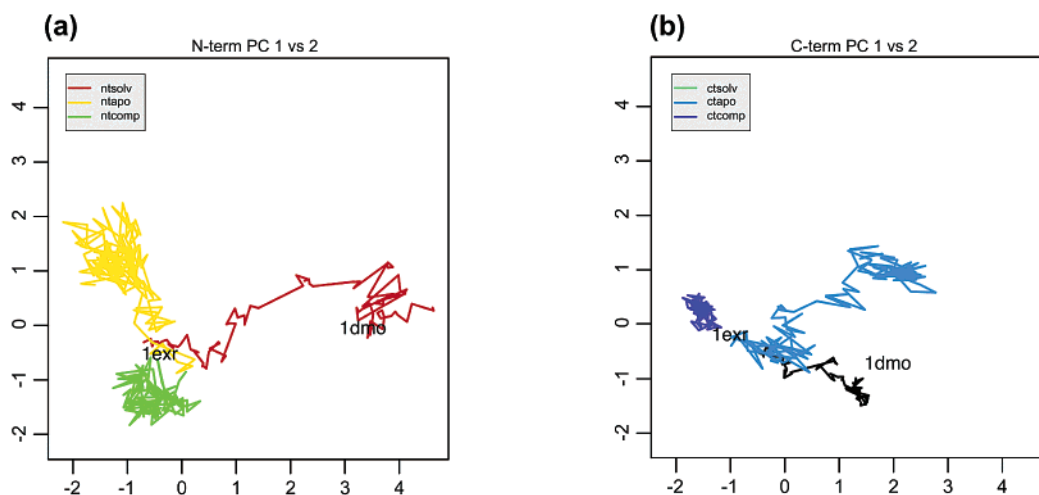 (a)
N-term PC 1 vs 2
ntsolv
ntapo
ntcomp
4
3
2
1
0
-1
-2
1exr
1dmo
-2 -1 0 1 2 3 4
(b)
C-term PC 1 vs 2
ctsolv
ctapo
ctcomp
4
3
2
1
0
-1
-2
1exr
1dmo
-2 -1 0 1 2 3 4